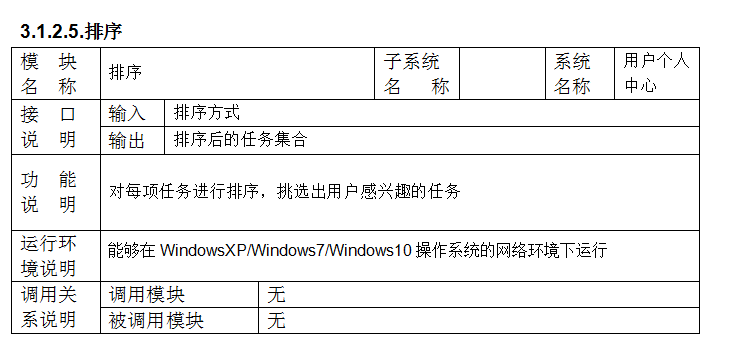 3.1.2.5.排序
模 块
名 称
排序
子系统
名 称
系统
名称
用户个人
中心
接 口
说 明
输入
排序方式
输出
排序后的任务集合
功 能
说 明
对每项任务进行排序，挑选出用户感兴趣的任务
运行环
境说明
能够在 WindowsXP/Windows7/Windows10 操作系统的网络环境下运行
调用关
系说明
调用模块
无
被调用模块
无